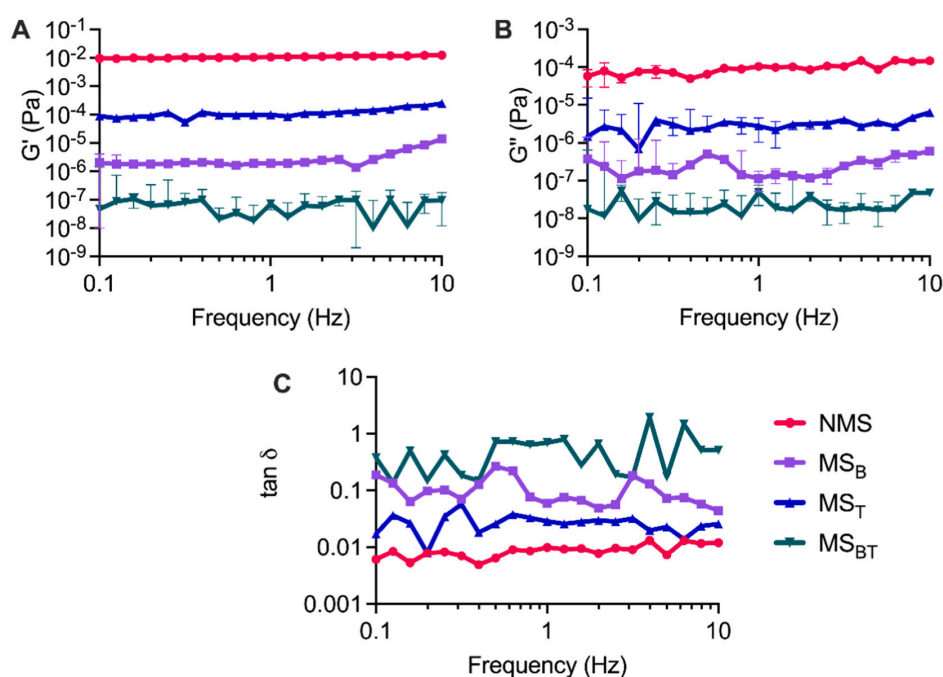 A
10⁻¹
10⁻²
10⁻³
10⁻⁴
10⁻⁵
10⁻⁶
10⁻⁷
10⁻⁸
10⁻⁹
G' (Pa)
0.1 1 10
Frequency (Hz)
B
10⁻³
10⁻⁴
10⁻⁵
10⁻⁶
10⁻⁷
10⁻⁸
10⁻⁹
G'' (Pa)
0.1 1 10
Frequency (Hz)
C
10
1
0.1
0.01
0.001
tan δ
0.1 1 10
Frequency (Hz)
NMS
MS_B
MS_T
MS_BT